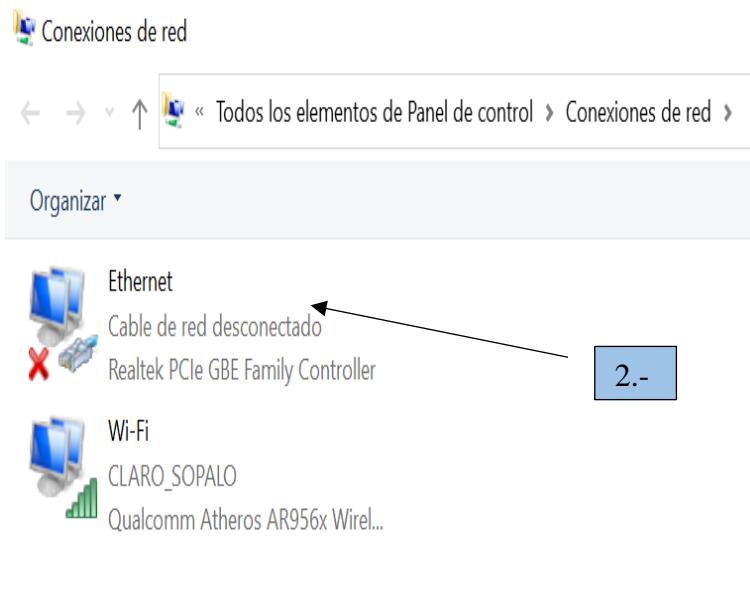 Conexiones de red
« Todos los elementos de Panel de control > Conexiones de red >
Organizar
Ethernet
Cable de red desconectado
Realtek PCIe GBE Family Controller
2.-
Wi-Fi
CLARO_SOPALO
Qualcomm Atheros AR956x Wirel...